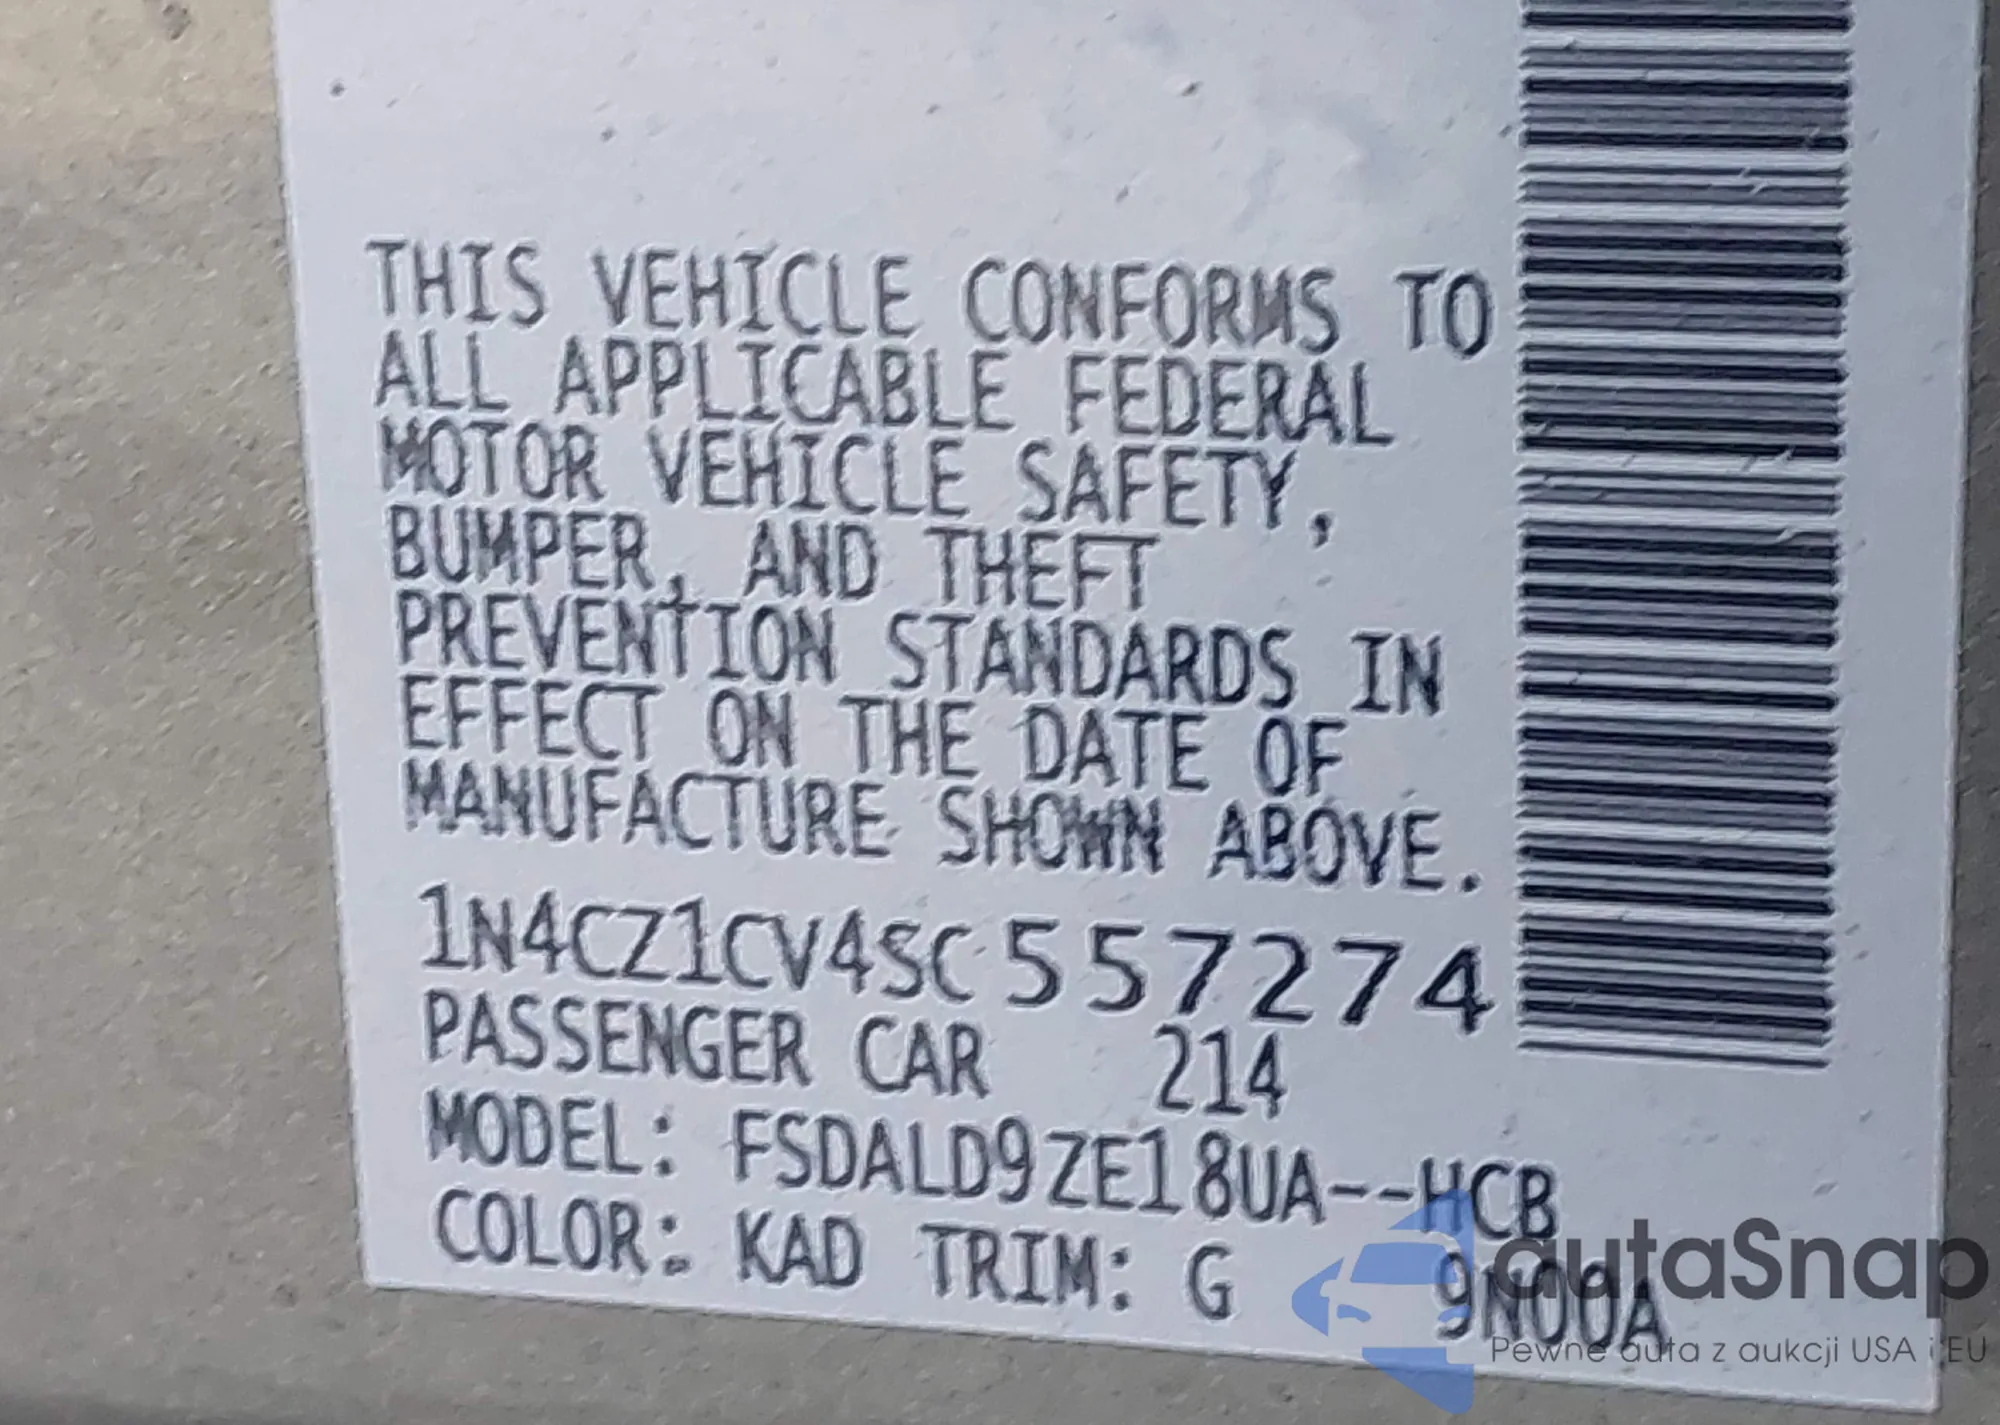 THIS VEHICLE CONFORMS TO
ALL APPLICABLE FEDERAL
MOTOR VEHICLE SAFETY,
BUMPER, AND THEFT
PREVENTION STANDARDS IN
EFFECT ON THE DATE OF
MANUFACTURE SHOWN ABOVE.
1N4CZ1CV4SC557274
PASSENGER CAR 214
MODEL: FSDALD9ZE18UA--HCB
COLOR: KAD TRIM: G 9N00A
autaSnap
Pewne auta z aukcji USA i EU